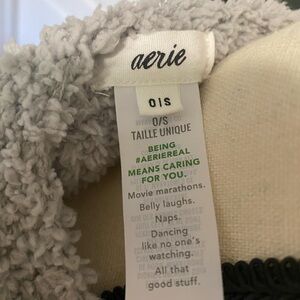 aerie
O|S
O/S
TAILLE UNIQUE
BEING
#AERIEREAL
MEANS CARING
FOR YOU.
Movie marathons.
Belly laughs.
Naps.
Dancing
like no one's
watching.
All that
good stuff.